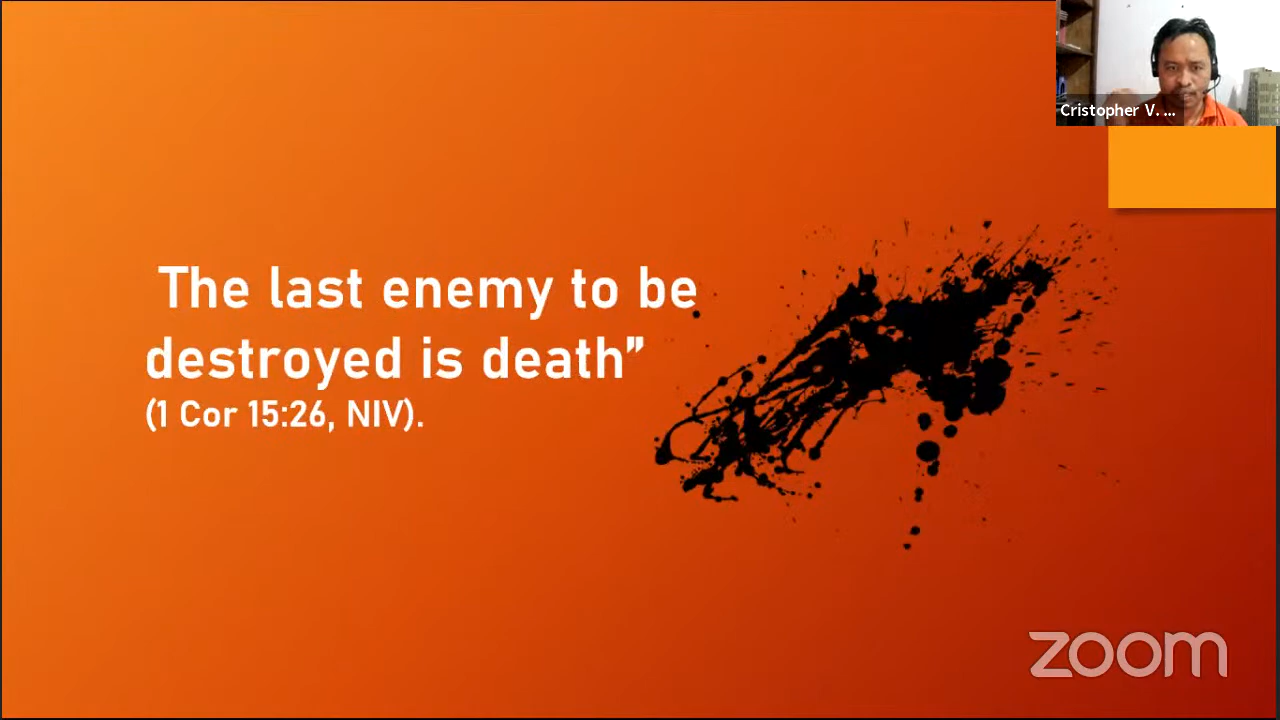 Cristopher V. ...
The last enemy to be
destroyed is death”
(1 Cor 15:26, NIV).
zoom